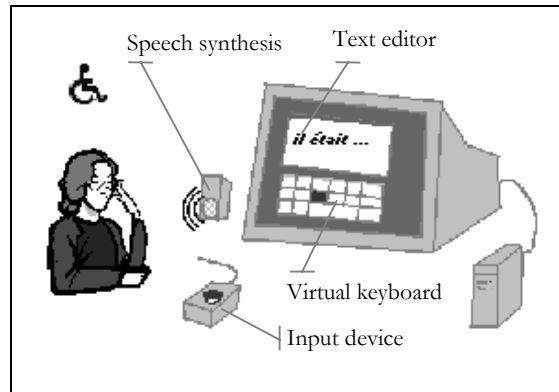 Speech synthesis
Text editor
il était ...
Virtual keyboard
Input device